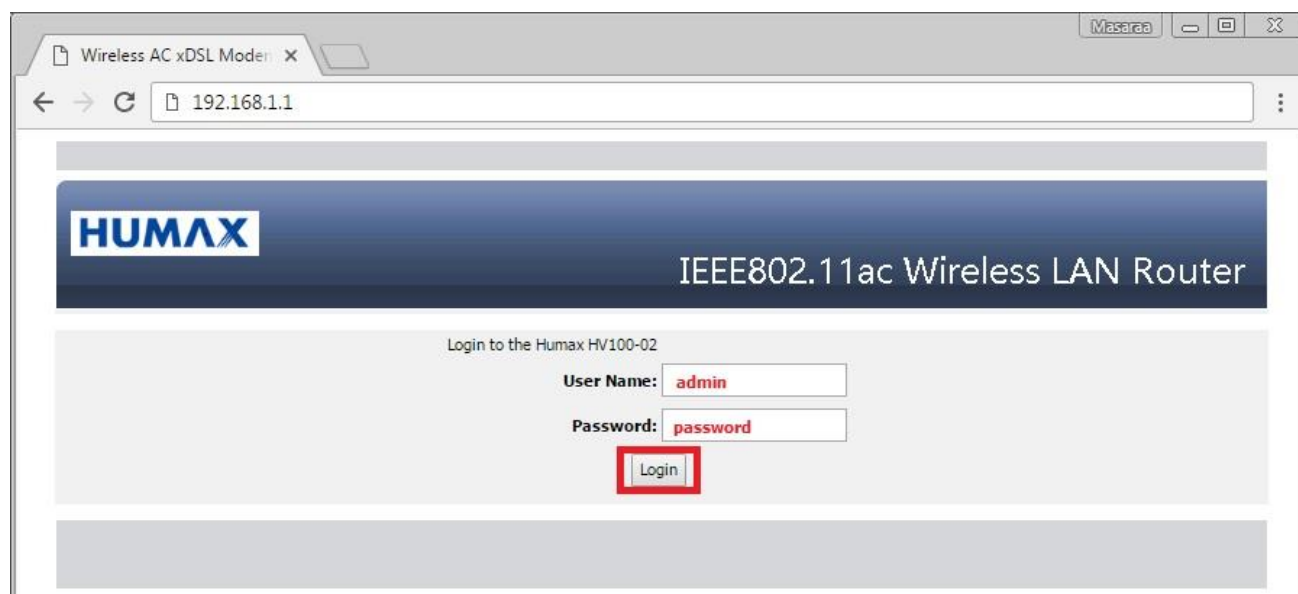 Masaraa
Wireless AC xDSL Moden
192.168.1.1
HUMAX
IEEE802.11ac Wireless LAN Router
Login to the Humax HV100-02
User Name: admin
Password: password
Login